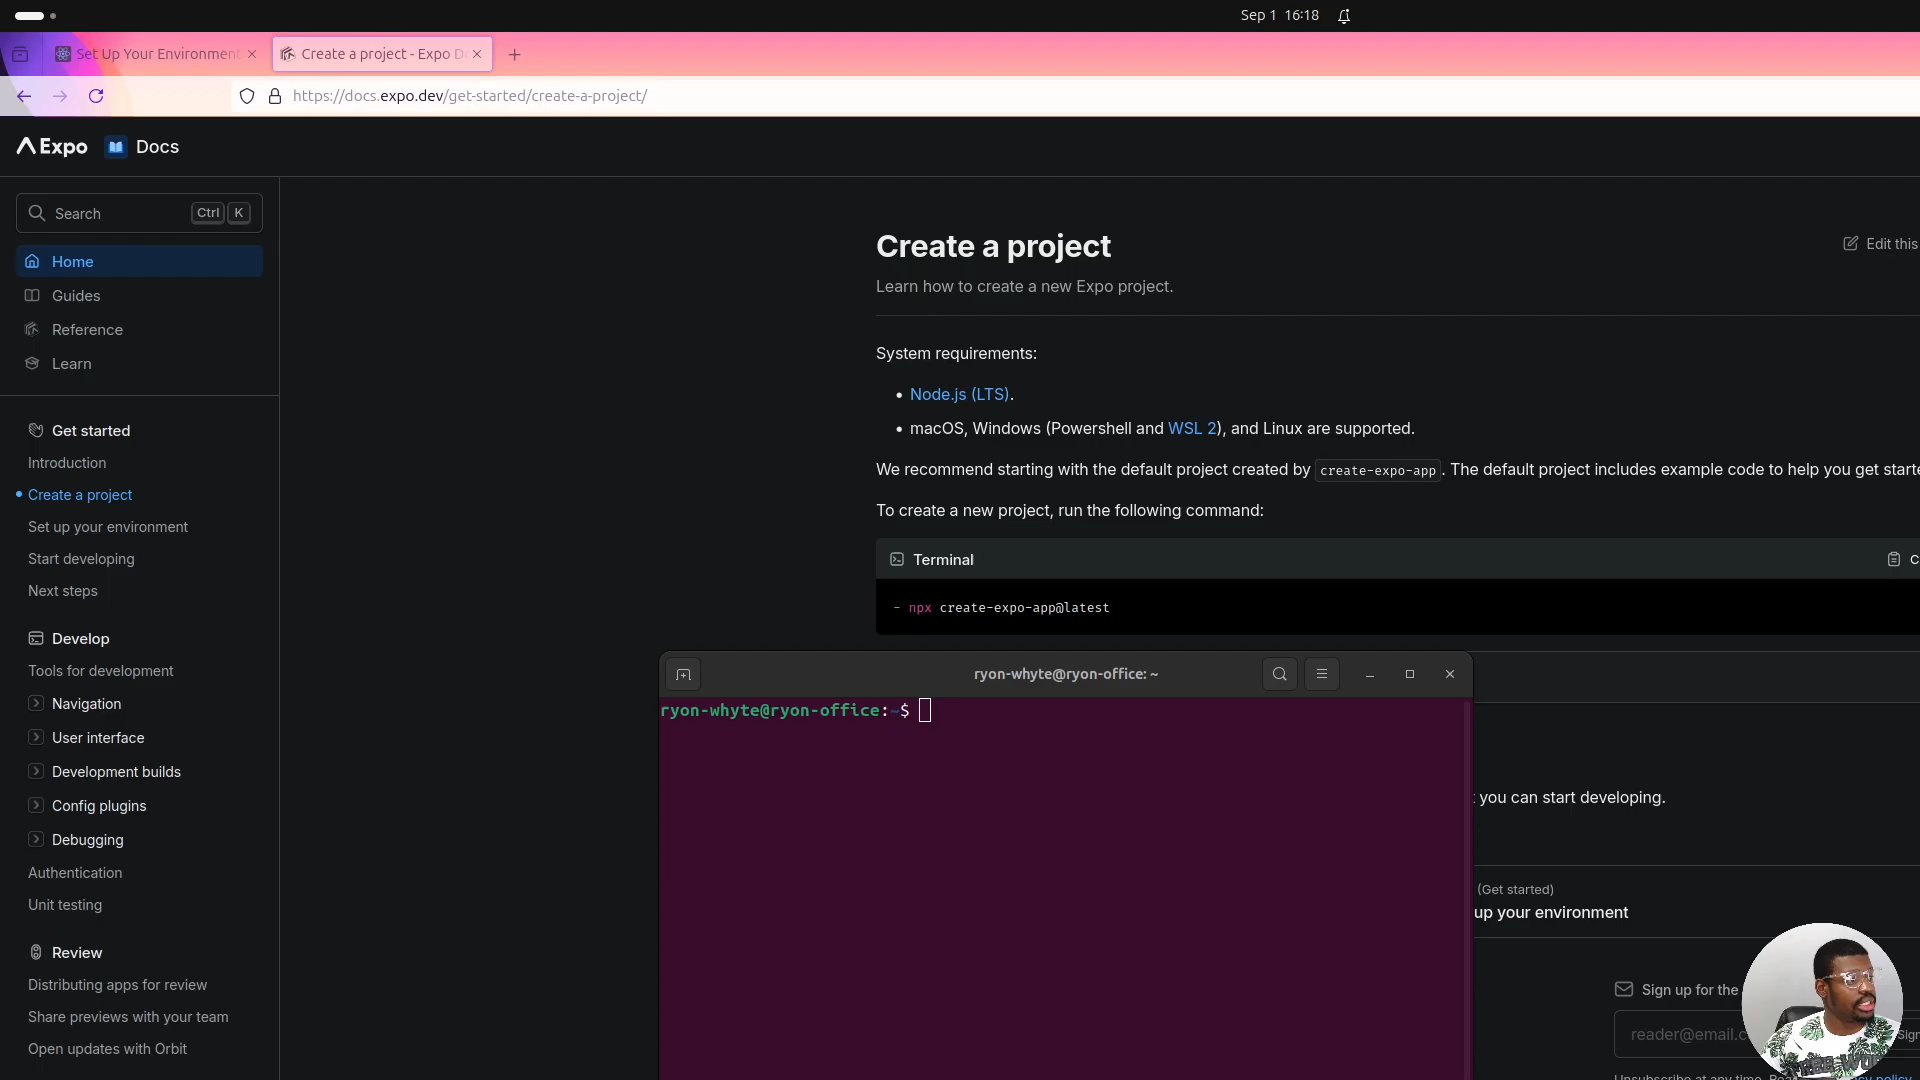 Sep 1 16:18
Set Up Your Environment
Create a project - Expo D
https://docs.expo.dev/get-started/create-a-project/
Expo Docs
Search Ctrl K
Home
Guides
Reference
Learn
Get started
Introduction
Create a project
Set up your environment
Start developing
Next steps
Develop
Tools for development
Navigation
User interface
Development builds
Config plugins
Debugging
Authentication
Unit testing
Review
Distributing apps for review
Share previews with your team
Open updates with Orbit
Create a project
Edit this
Learn how to create a new Expo project.
System requirements:
• Node.js (LTS).
• macOS, Windows (Powershell and WSL 2), and Linux are supported.
We recommend starting with the default project created by create-expo-app. The default project includes example code to help you get starte
To create a new project, run the following command:
Terminal
C
- npx create-expo-app@latest
ryon-whyte@ryon-office: ~
ryon-whyte@ryon-office:~$
you can start developing.
(Get started)
up your environment
Sign up for the
reader@email.c
Sign
Unsubscribe at any time. Read
cy policy.